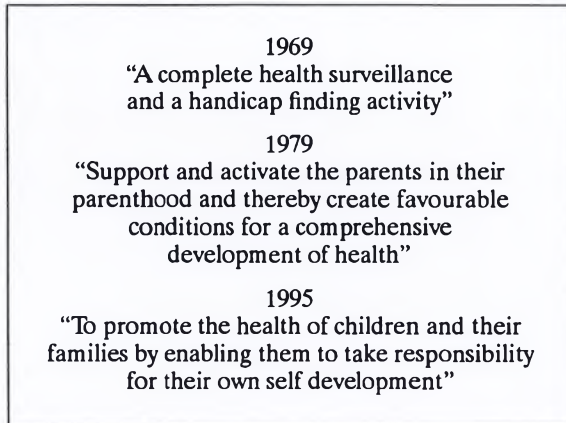 1969
“A complete health surveillance
and a handicap finding activity”
1979
“Support and activate the parents in their
parenthood and thereby create favourable
conditions for a comprehensive
development of health”
1995
“To promote the health of children and their
families by enabling them to take responsibility
for their own self development”